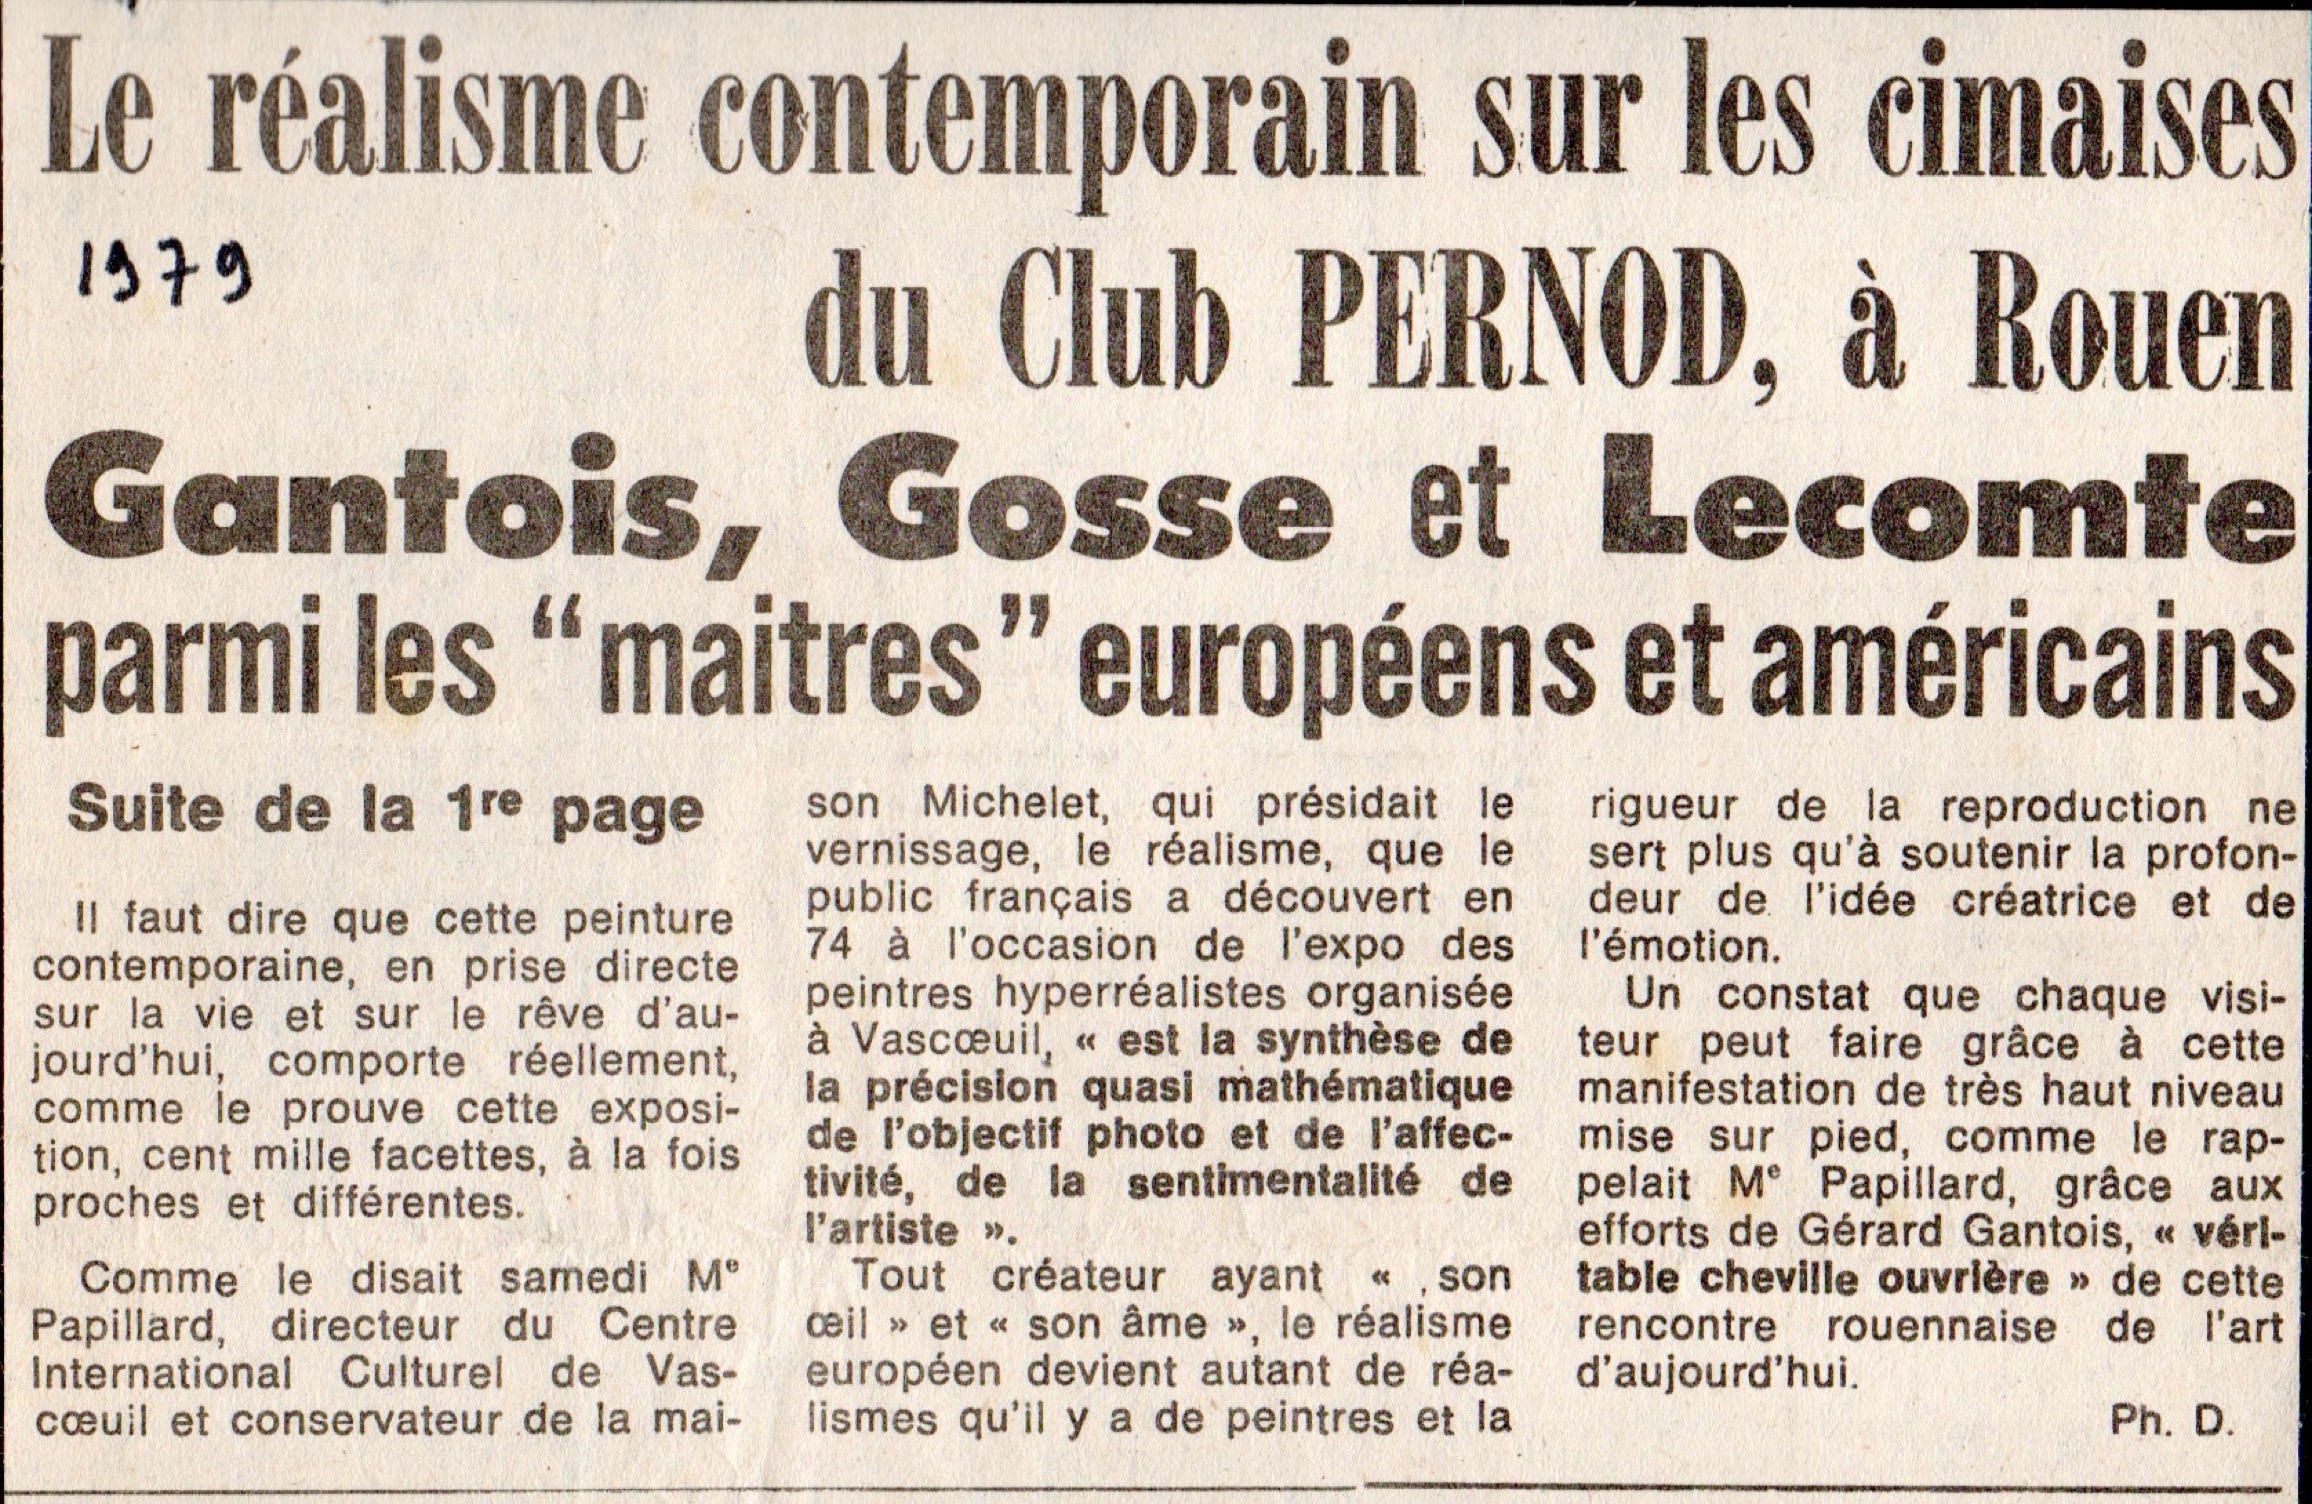 Le réalisme contemporain sur les cimaises
1979
du Club PERNOD, à Rouen
Gantois, Gosse et Lecomte
parmi les “maitres” européens et américains
Suite de la 1re page
Il faut dire que cette peinture
contemporaine, en prise directe
sur la vie et sur le rêve d'au-
jourd'hui, comporte réellement,
comme le prouve cette exposi-
tion, cent mille facettes, à la fois
proches et différentes.
Comme le disait samedi Me
Papillard, directeur du Centre
International Culturel de Vas-
cœuil et conservateur de la mai-
son Michelet, qui présidait le
vernissage, le réalisme, que le
public français a découvert en
74 à l'occasion de l'expo des
peintres hyperréalistes organisée
à Vascœuil, « est la synthèse de
la précision quasi mathématique
de l'objectif photo et de l'affec-
tivité, de la sentimentalité de
l'artiste ».
Tout créateur ayant « son
œil » et « son âme », le réalisme
européen devient autant de réa-
lismes qu'il y a de peintres et la
rigueur de la reproduction ne
sert plus qu'à soutenir la profon-
deur de l'idée créatrice et de
l'émotion.
Un constat que chaque visi-
teur peut faire grâce à cette
manifestation de très haut niveau
mise sur pied, comme le rap-
pelait Me Papillard, grâce aux
efforts de Gérard Gantois, « véri-
table cheville ouvrière » de cette
rencontre rouennaise de l'art
d'aujourd'hui.
Ph. D.